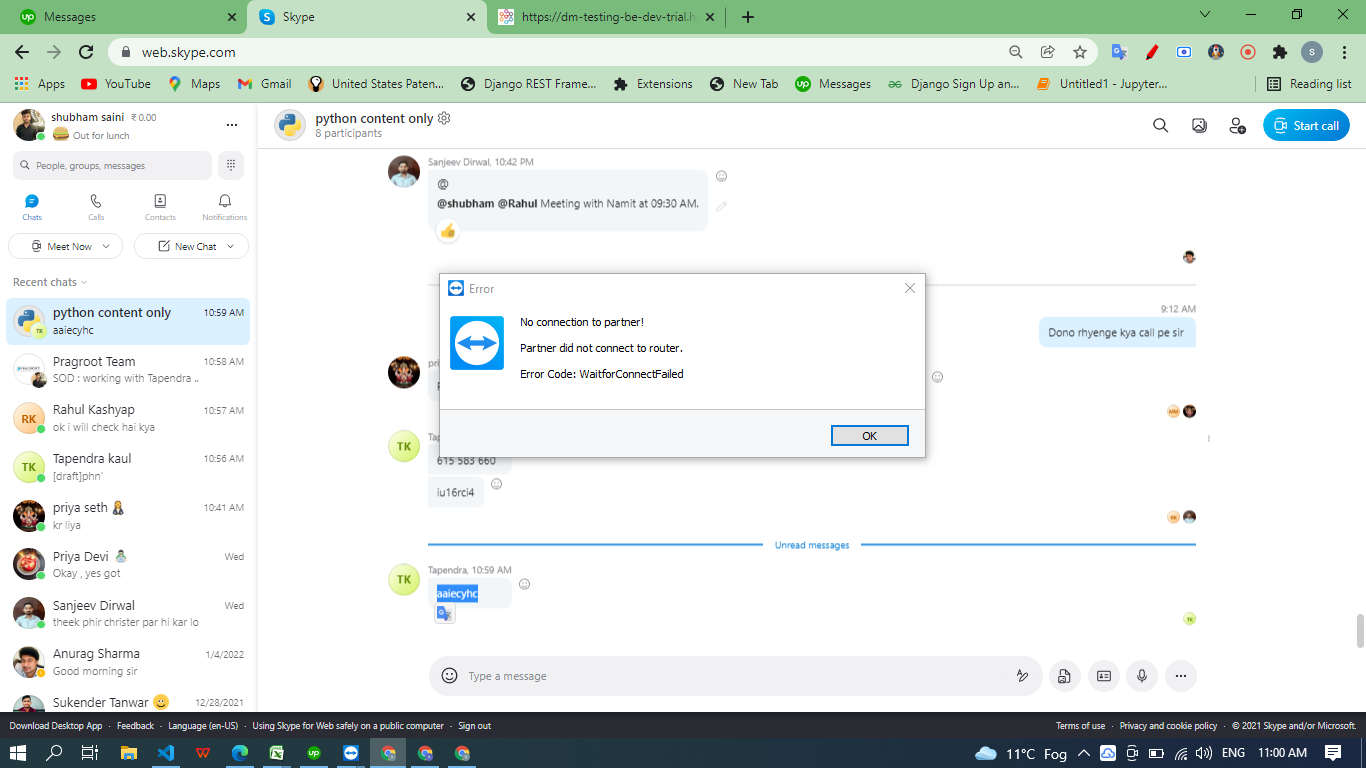 Messages
Skype
https://dm-testing-be-dev-trial.h
web.skype.com
S
Apps
YouTube
Maps
Gmail
United States Paten...
Django REST Frame...
Extensions
New Tab
Messages
Django Sign Up an...
Untitled1 - Jupyter...
Reading list
shubham saini ₹ 0.00
Out for lunch
People, groups, messages
Chats
Calls
Contacts
Notifications
Meet Now
New Chat
Recent chats
python content only 10:59 AM
TK
aaiecyhc
Pragroot Team 10:58 AM
SOD : working with Tapendra ..
RK
Rahul Kashyap 10:57 AM
ok i will check hai kya
TK
Tapendra kaul 10:56 AM
[draft]phn`
priya seth 10:41 AM
kr liya
Priya Devi Wed
Okay , yes got
Sanjeev Dirwal Wed
theek phir christer par hi kar lo
Anurag Sharma 1/4/2022
Good morning sir
Sukender Tanwar 12/28/2021
python content only
8 participants
Start call
Sanjeev Dirwal, 10:42 PM
@
@shubham @Rahul Meeting with Namit at 09:30 AM.
9:12 AM
Dono rhyenge kya call pe sir
Error
No connection to partner!
Partner did not connect to router.
Error Code: WaitforConnectFailed
OK
TK
615 583 660
iu16rci4
Unread messages
TK
Tapendra, 10:59 AM
aaiecyhc
TK
Type a message
Download Desktop App · Feedback · Language (en-US) · Using Skype for Web safely on a public computer · Sign out
Terms of use · Privacy and cookie policy · © 2021 Skype and/or Microsoft.
11°C Fog
ENG
11:00 AM